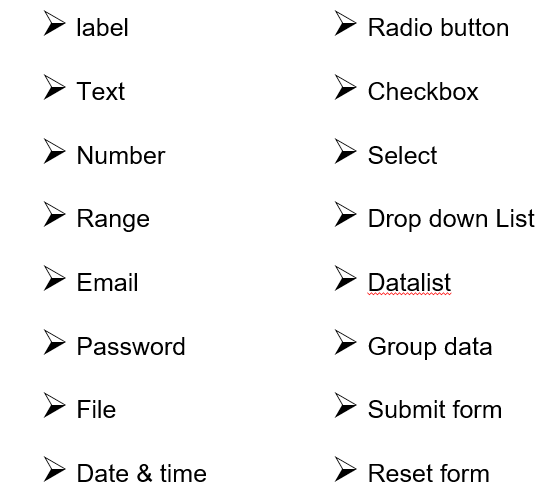 label
Text
Number
Range
Email
Password
File
Date & time
Radio button
Checkbox
Select
Drop down List
Datalist
Group data
Submit form
Reset form